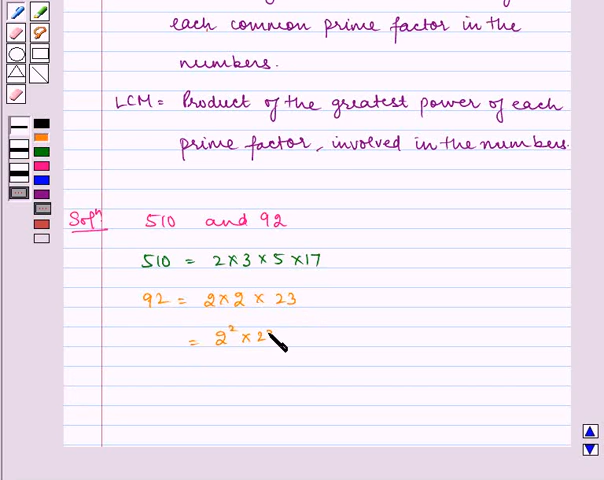 each common prime factor in the
numbers.
LCM = Product of the greatest power of each
prime factor, involved in the numbers.
Solⁿ: 510 and 92
510 = 2 × 3 × 5 × 17
92 = 2 × 2 × 23
= 2² × 23